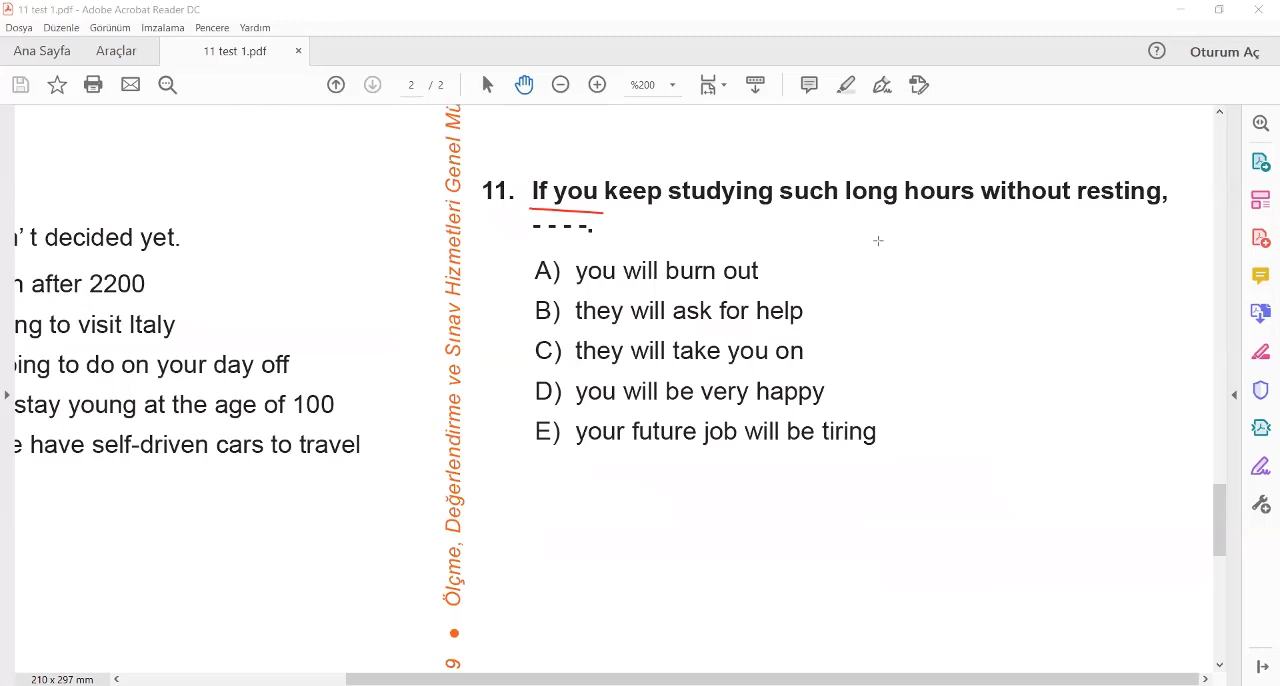 11 test 1.pdf - Adobe Acrobat Reader DC
Dosya Düzenle Görünüm Imzalama Pencere Yardım
Ana Sayfa Araçlar 11 test 1.pdf × Oturum Aç
2 / 2 %200
n' t decided yet.
n after 2200
ng to visit Italy
ing to do on your day off
stay young at the age of 100
e have self-driven cars to travel
9 • Ölçme, Değerlendirme ve Sınav Hizmetleri Genel Mü
11. If you keep studying such long hours without resting,
- - - -.
A) you will burn out
B) they will ask for help
C) they will take you on
D) you will be very happy
E) your future job will be tiring
210 x 297 mm